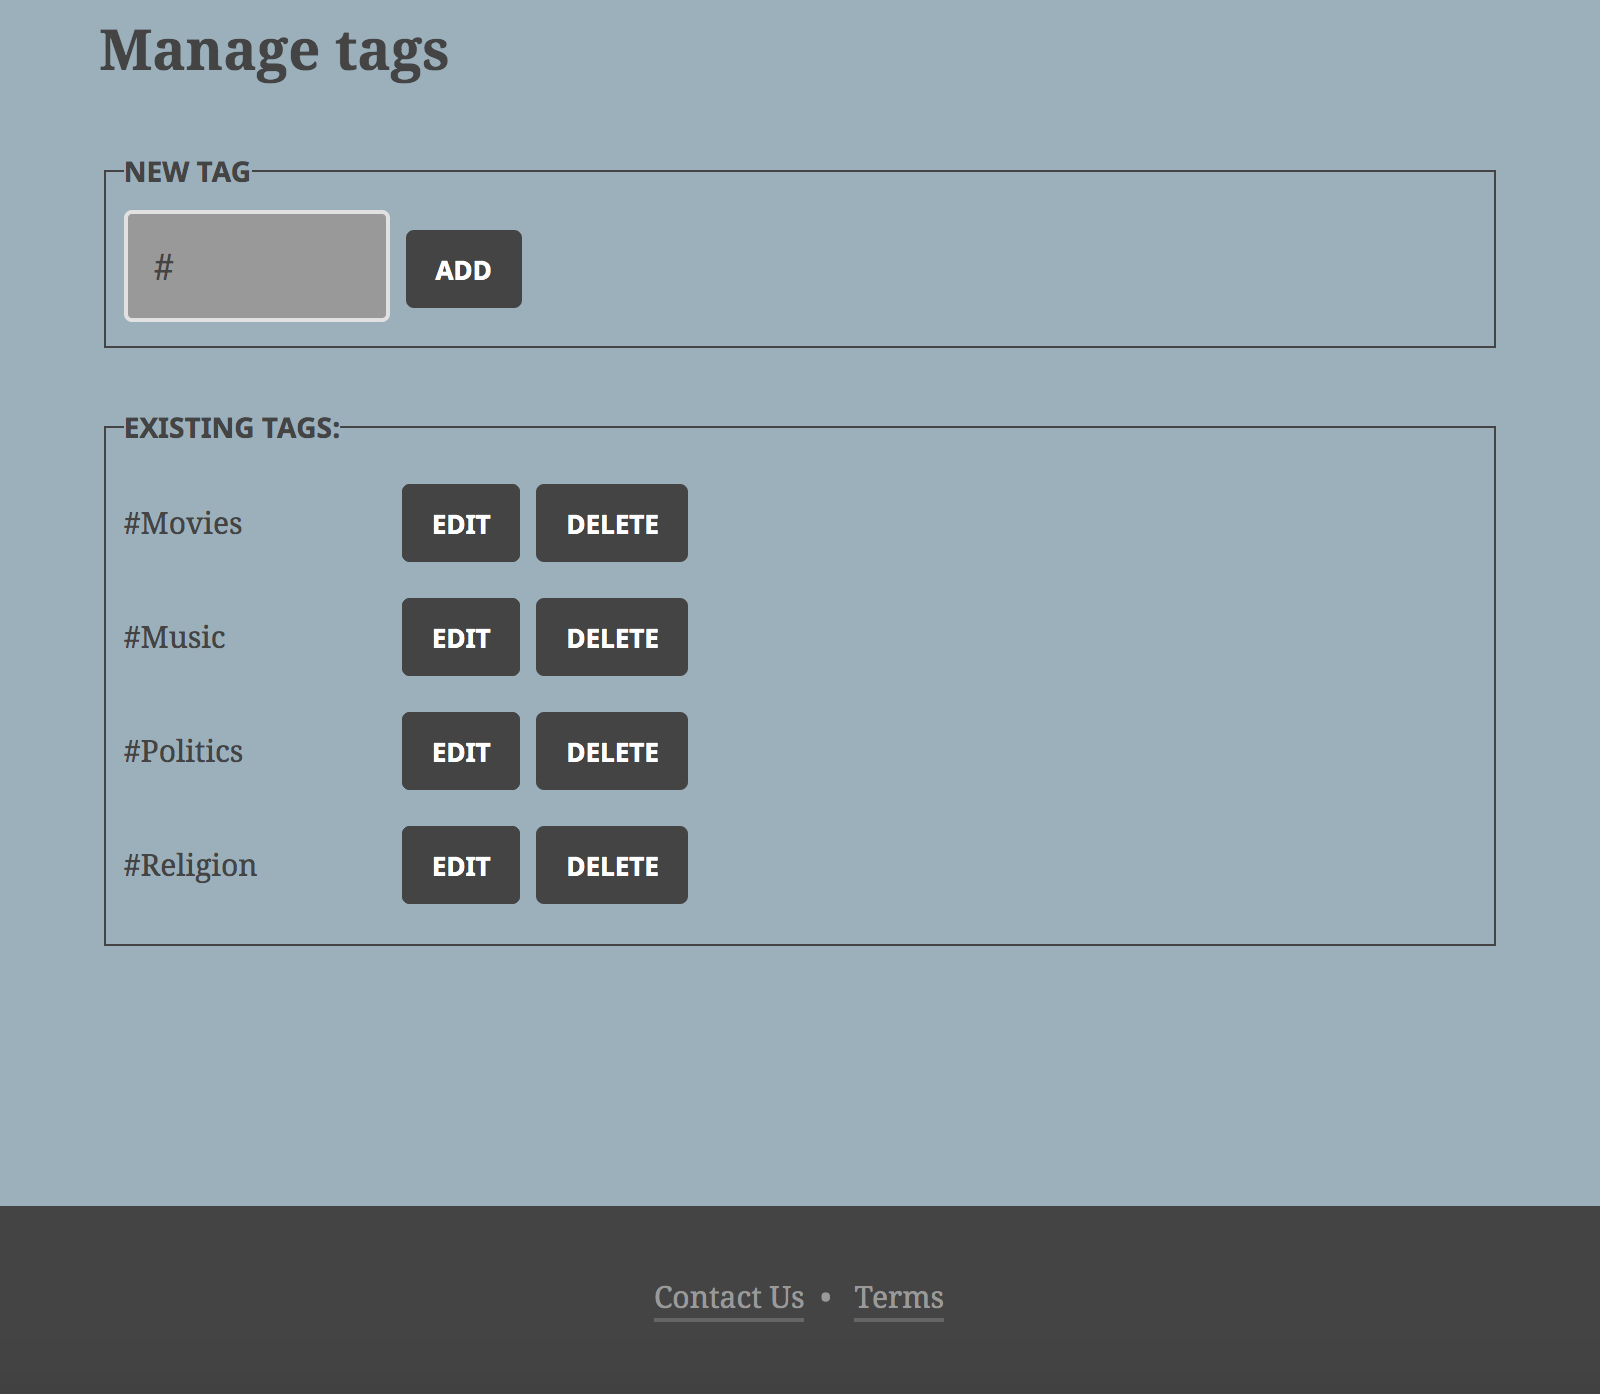 Manage tags
NEW TAG
# ADD
EXISTING TAGS:
#Movies EDIT DELETE
#Music EDIT DELETE
#Politics EDIT DELETE
#Religion EDIT DELETE
Contact Us • Terms